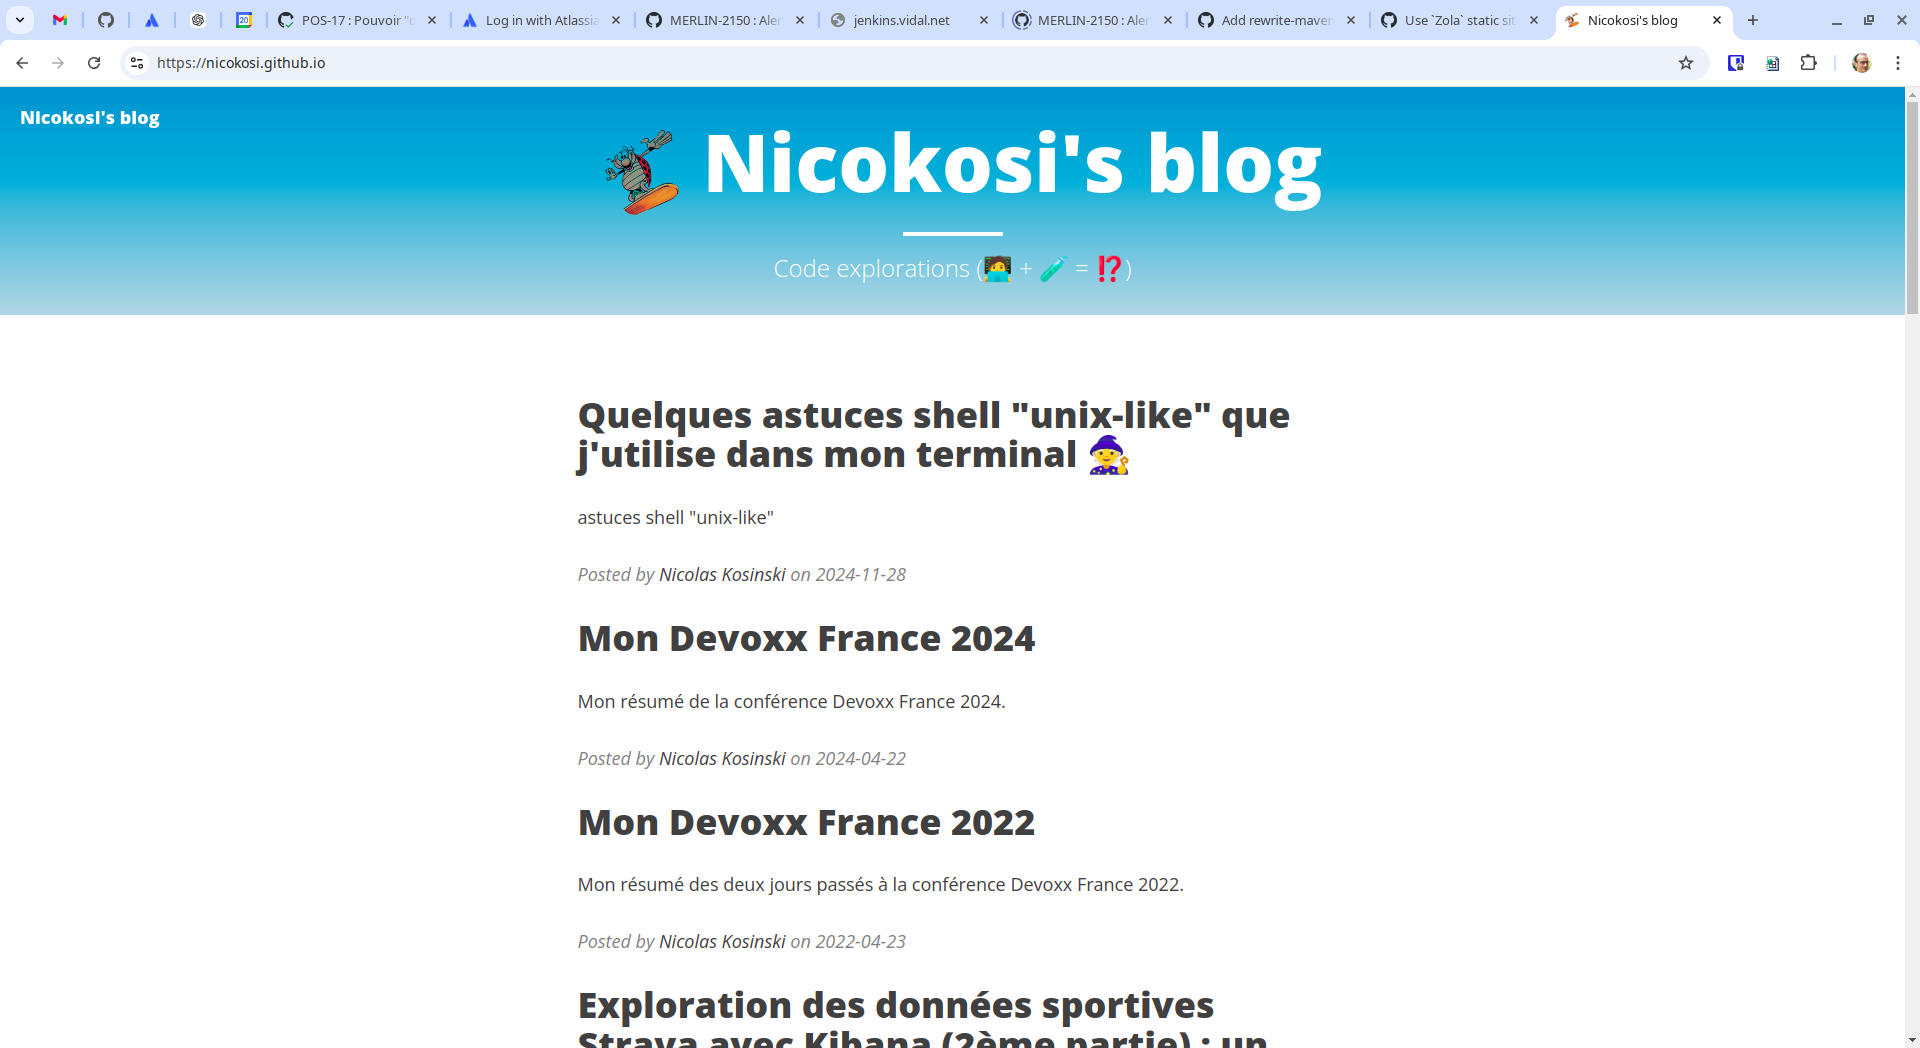 20
POS-17 : Pouvoir "d
Log in with Atlassia
MERLIN-2150 : Aler
jenkins.vidal.net
MERLIN-2150 : Aler
Add rewrite-maven
Use `Zola` static sit
Nicokosi's blog
https://nicokosi.github.io
Nicokosi's blog
Nicokosi's blog
Code explorations (🧑‍💻 + 🧪 = ⁉️)
Quelques astuces shell "unix-like" que
j'utilise dans mon terminal 🧙
astuces shell "unix-like"
Posted by Nicolas Kosinski on 2024-11-28
Mon Devoxx France 2024
Mon résumé de la conférence Devoxx France 2024.
Posted by Nicolas Kosinski on 2024-04-22
Mon Devoxx France 2022
Mon résumé des deux jours passés à la conférence Devoxx France 2022.
Posted by Nicolas Kosinski on 2022-04-23
Exploration des données sportives
Strava avec Kibana (2ème partie) : un